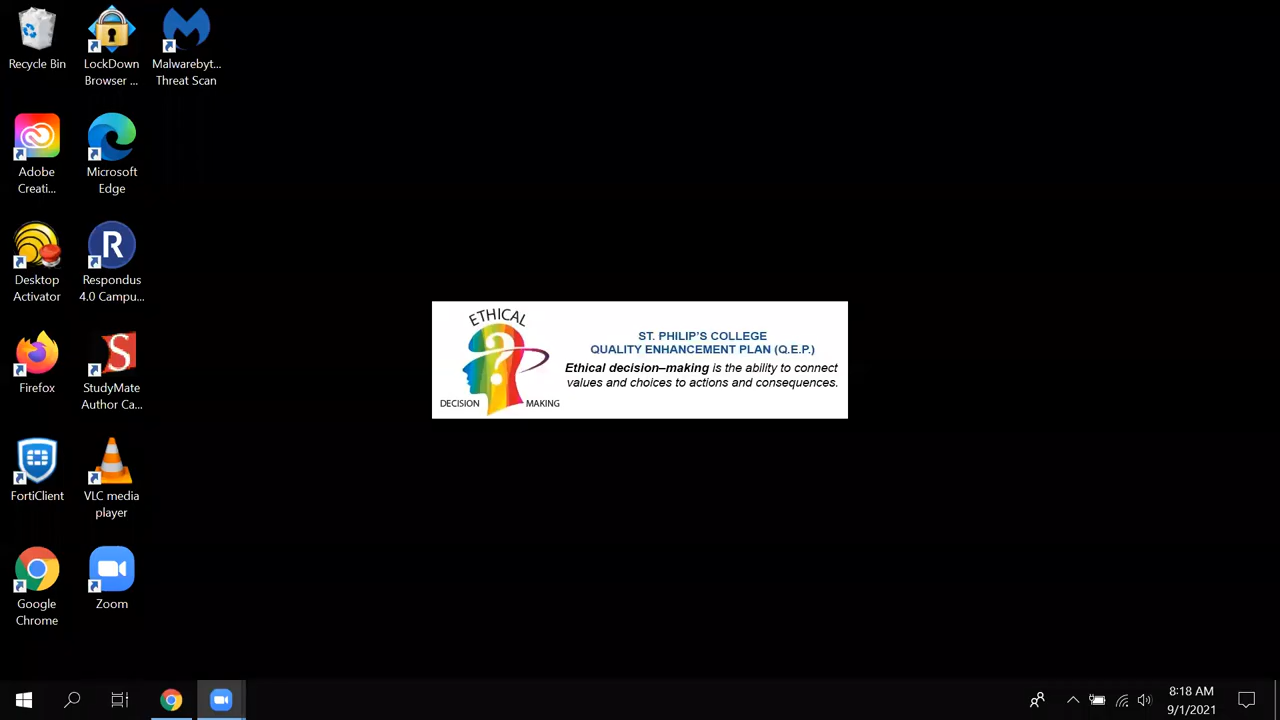 Recycle Bin
LockDown
Browser ...
Malwarebyt...
Threat Scan
Adobe
Creati...
Microsoft
Edge
Desktop
Activator
R
Respondus
4.0 Campu...
Firefox
S
StudyMate
Author Ca...
FortiClient
VLC media
player
Google
Chrome
Zoom
ETHICAL
DECISION MAKING
ST. PHILIP'S COLLEGE
QUALITY ENHANCEMENT PLAN (Q.E.P.)
Ethical decision–making is the ability to connect
values and choices to actions and consequences.
8:18 AM
9/1/2021